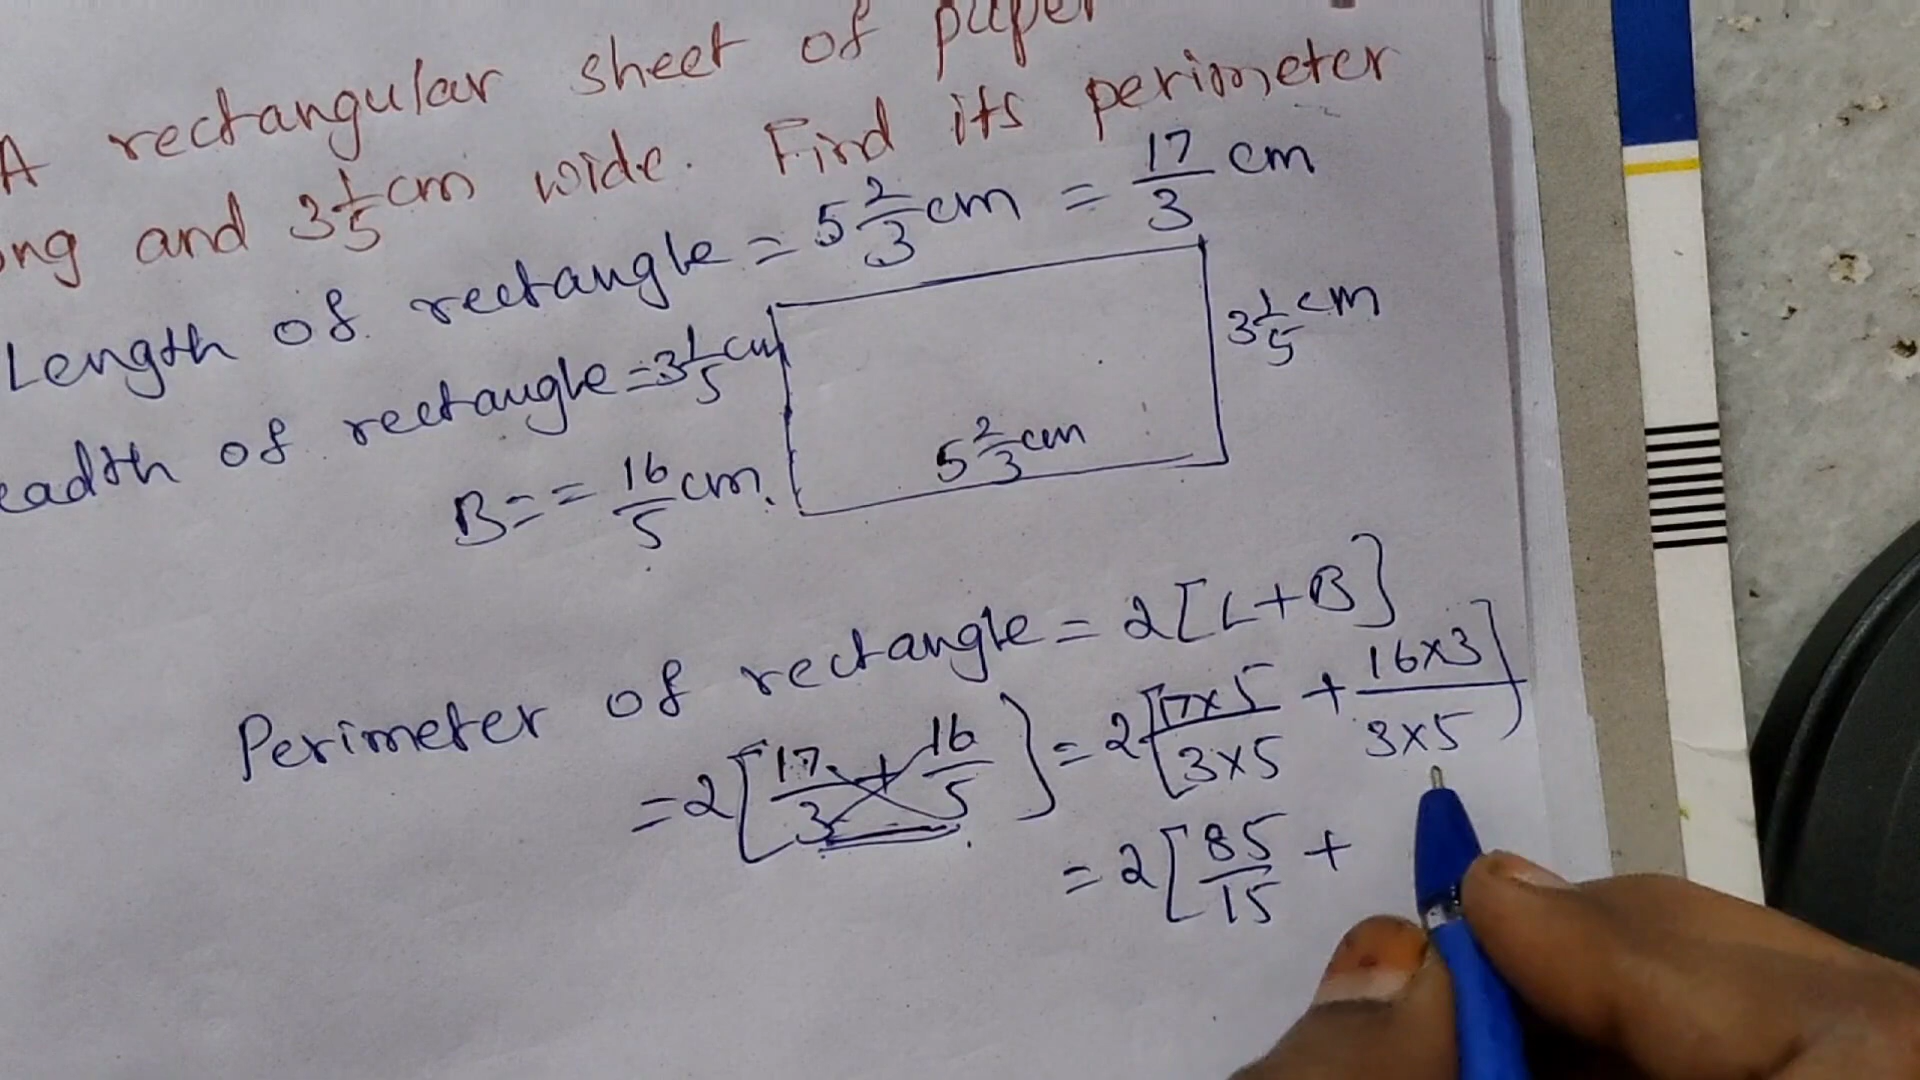 A rectangular sheet of paper
ong and 3 1/5 cm wide. Find its perimeter
Length of rectangle = 5 2/3 cm = 17/3 cm
eadth of rectangle = 3 1/5 cm
3 1/5 cm
5 2/3 cm
B = = 16/5 cm.
Perimeter of rectangle = 2 [L+B]
= 2 [17/3 + 16/5] = 2 [17×5/3×5 + 16×3/3×5]
= 2 [85/15 +